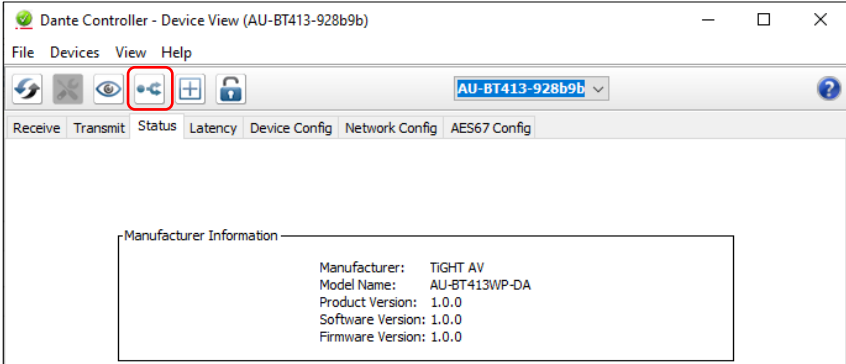 Dante Controller - Device View (AU-BT413-928b9b)
File Devices View Help
AU-BT413-928b9b
Receive Transmit Status Latency Device Config Network Config AES67 Config
Manufacturer Information
Manufacturer: TiGHT AV
Model Name: AU-BT413WP-DA
Product Version: 1.0.0
Software Version: 1.0.0
Firmware Version: 1.0.0